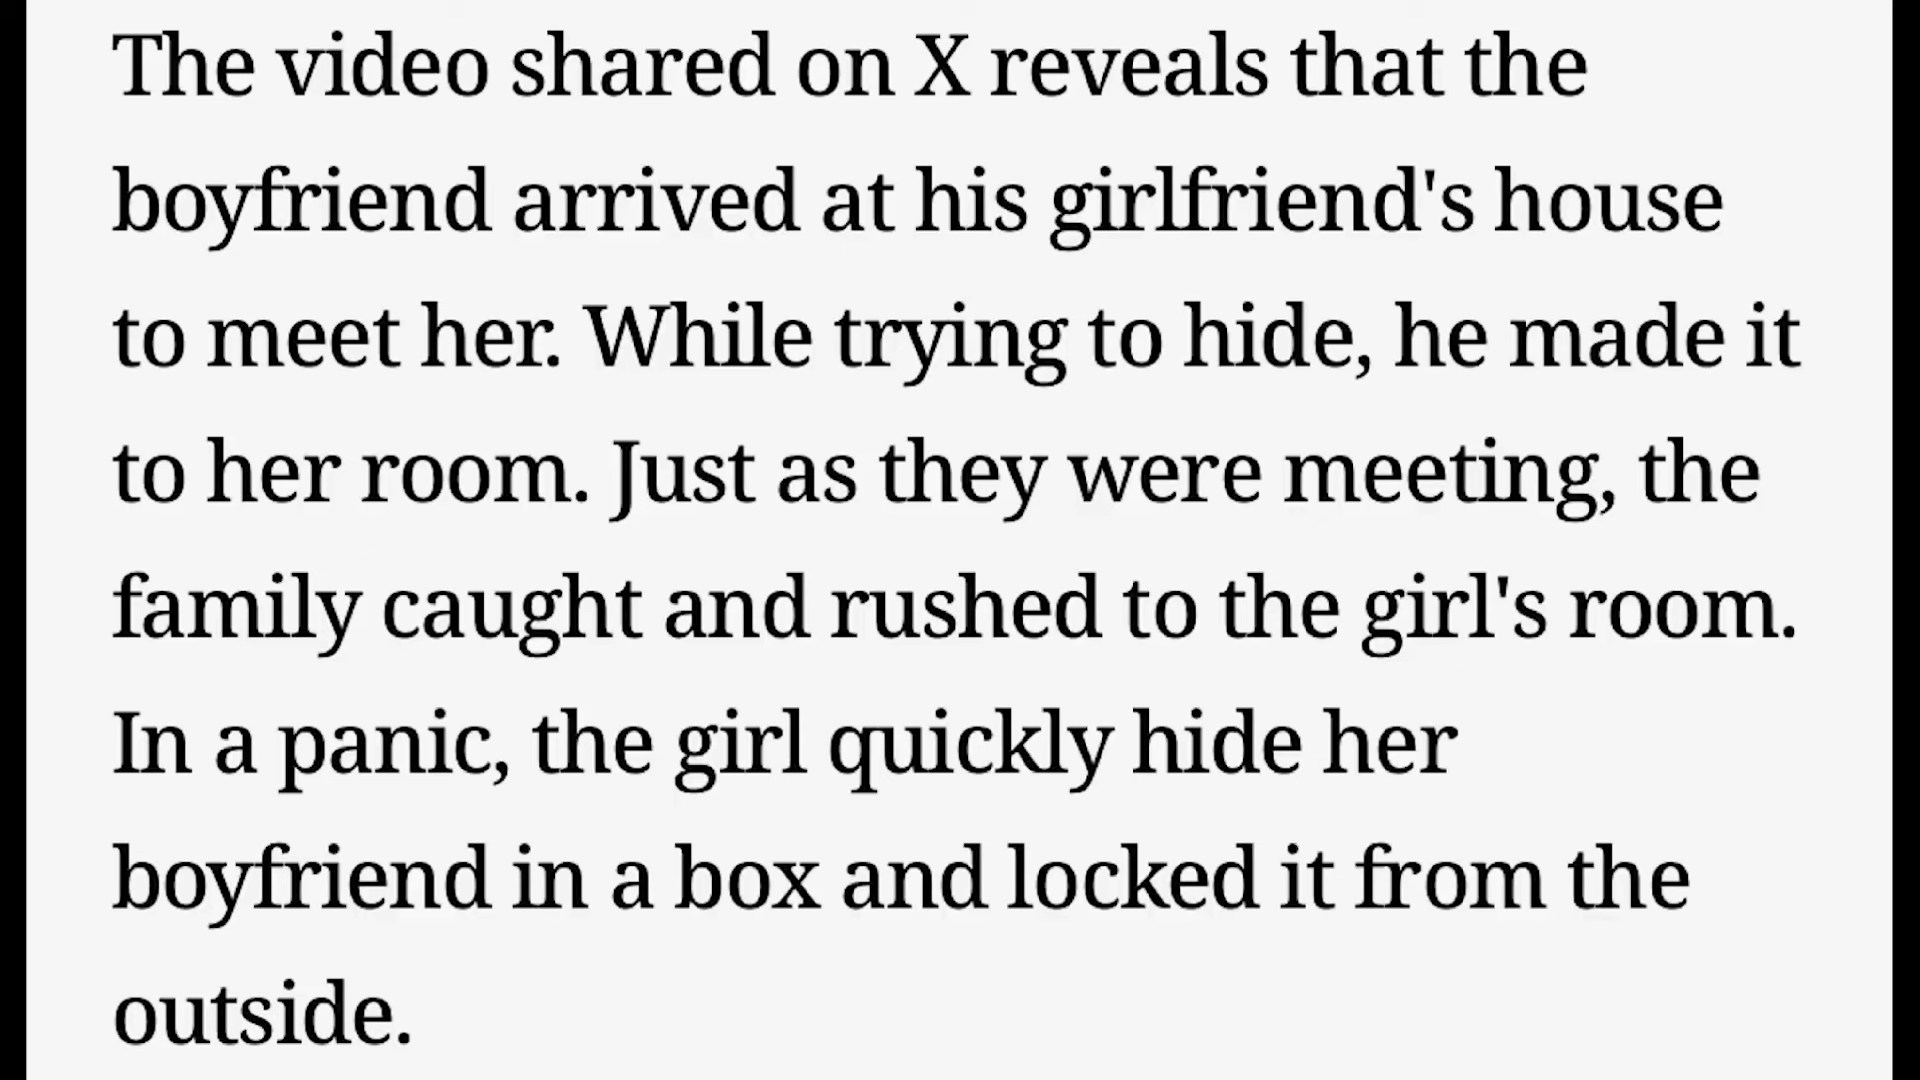 The video shared on X reveals that the
boyfriend arrived at his girlfriend's house
to meet her. While trying to hide, he made it
to her room. Just as they were meeting, the
family caught and rushed to the girl's room.
In a panic, the girl quickly hide her
boyfriend in a box and locked it from the
outside.